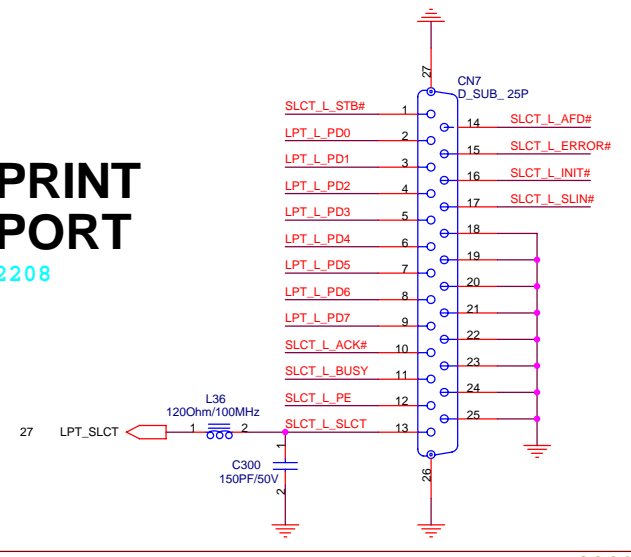 27
CN7
D_SUB_ 25P
SLCT_L_STB# 1
14 SLCT_L_AFD#
LPT_L_PD0 2
15 SLCT_L_ERROR#
LPT_L_PD1 3
16 SLCT_L_INIT#
LPT_L_PD2 4
17 SLCT_L_SLIN#
LPT_L_PD3 5
18
LPT_L_PD4 6
19
LPT_L_PD5 7
20
LPT_L_PD6 8
21
LPT_L_PD7 9
22
SLCT_L_ACK# 10
23
SLCT_L_BUSY 11
24
SLCT_L_PE 12
25
SLCT_L_SLCT 13
26
PRINT
PORT
2208
L36
120Ohm/100MHz
27 LPT_SLCT 1 2
1
C300
150PF/50V
2